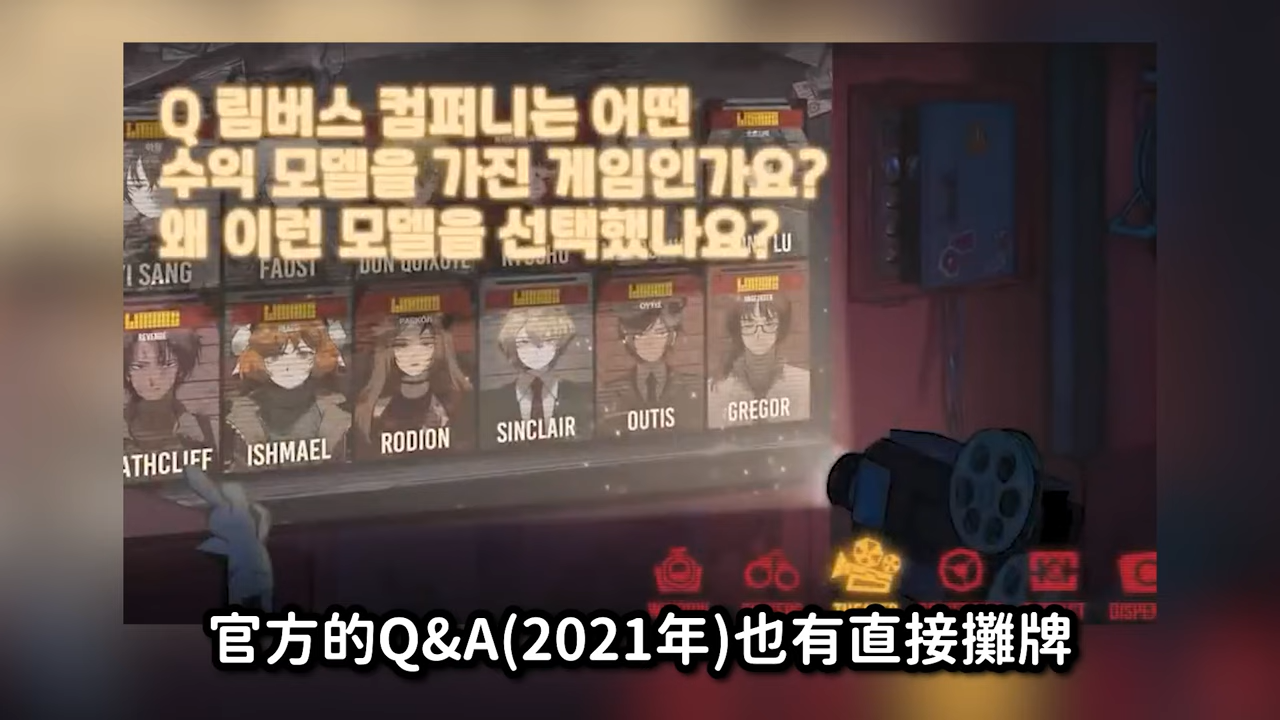 Q 림버스 컴퍼니는 어떤
수익 모델을 가진 게임인가요?
왜 이런 모델을 선택했나요?
YI SANG
FAUST
DON QUIXOTE
LU
ATHCLIFF
ISHMAEL
RODION
SINCLAIR
OUTIS
GREGOR
官方的Q&A(2021年)也有直接攤牌